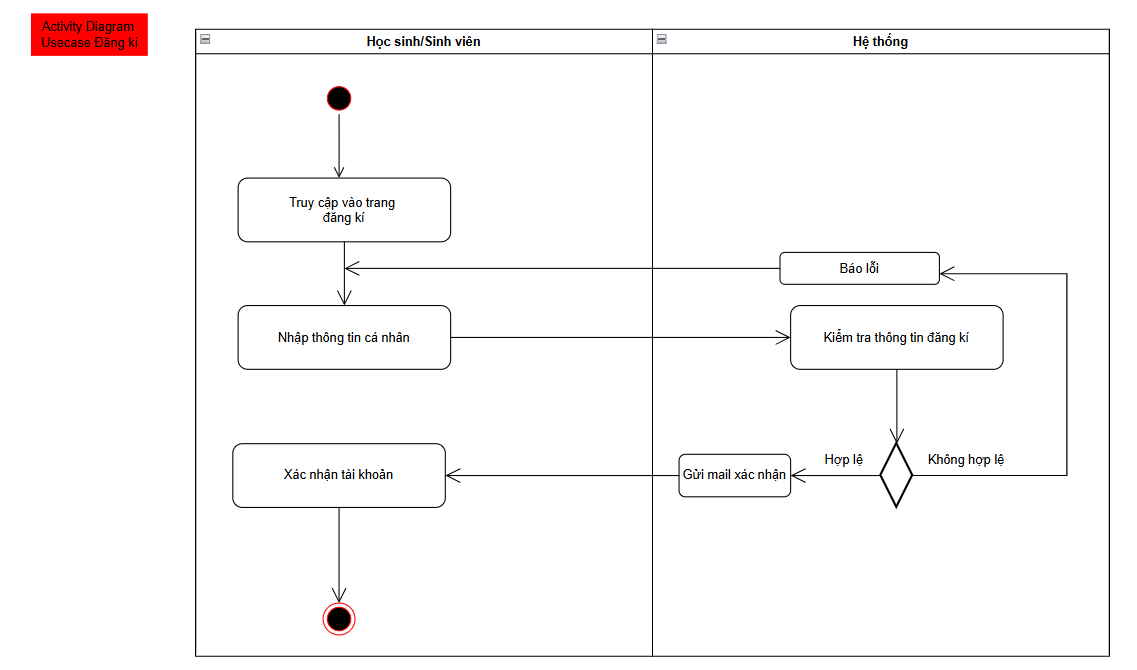 Activity Diagram
Usecase Đăng kí
Học sinh/Sinh viên
Hệ thống
Truy cập vào trang
đăng kí
Báo lỗi
Nhập thông tin cá nhân
Kiểm tra thông tin đăng kí
Hợp lệ
Không hợp lệ
Xác nhận tài khoản
Gửi mail xác nhận